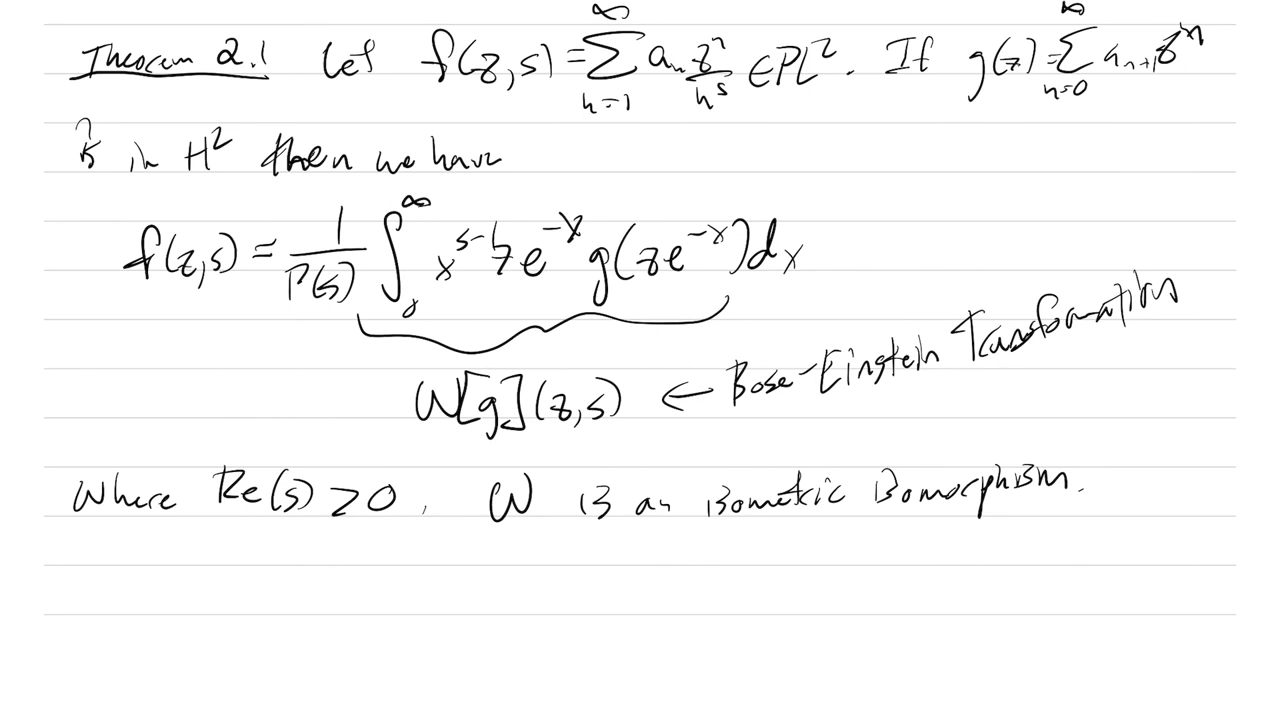 Theorem 2.1 Let f(z,s) = ∑_{n=1}^{∞} a_n z^n/n^s ∈ PL². If g(z) = ∑_{n=0}^{∞} a_{n+1} z^n
is in H² then we have
f(z,s) = 1/Γ(s) ∫_0^∞ x^{s-1} z e^{-x} g(ze^{-x}) dx
W[g](z,s) ← Bose-Einstein Transformations
Where Re(s) > 0. W is an isometric isomorphism.